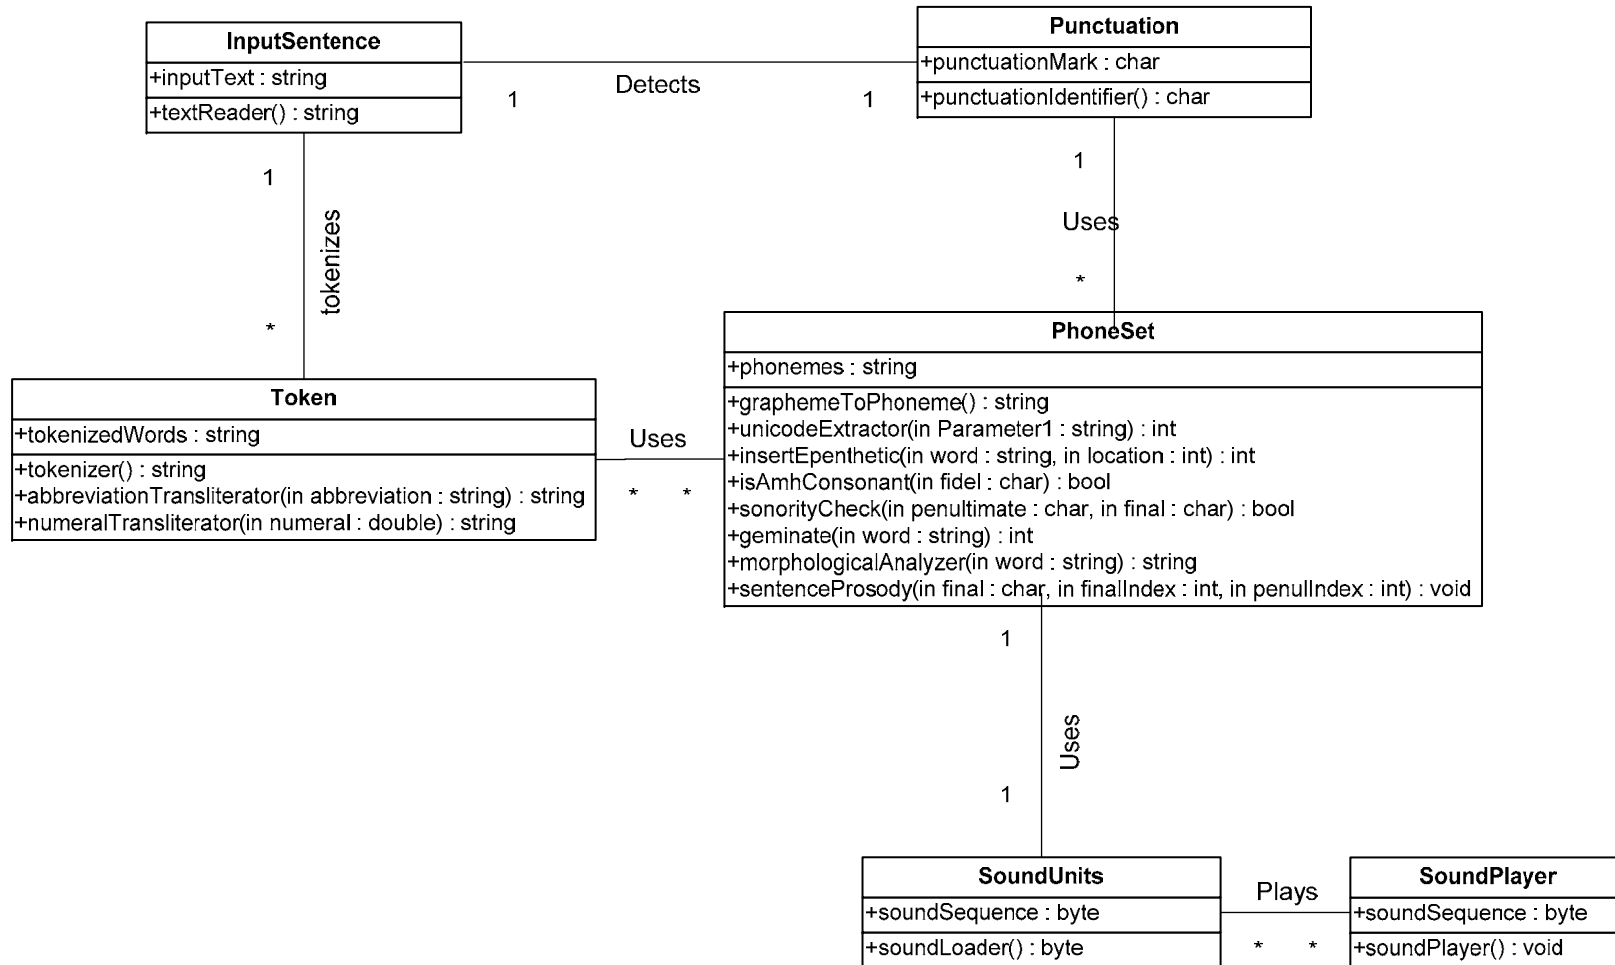 InputSentence
+inputText : string
+textReader() : string
Detects
1
1
Punctuation
+punctuationMark : char
+punctuationIdentifier() : char
1
tokenizes
*
1
Uses
*
Token
+tokenizedWords : string
+tokenizer() : string
+abbreviationTransliterator(in abbreviation : string) : string
+numeralTransliterator(in numeral : double) : string
Uses
* *
PhoneSet
+phonemes : string
+graphemeToPhoneme() : string
+unicodeExtractor(in Parameter1 : string) : int
+insertEpenthetic(in word : string, in location : int) : int
+isAmhConsonant(in fidel : char) : bool
+sonorityCheck(in penultimate : char, in final : char) : bool
+geminate(in word : string) : int
+morphologicalAnalyzer(in word : string) : string
+sentenceProsody(in final : char, in finalIndex : int, in penulIndex : int) : void
1
Uses
1
SoundUnits
+soundSequence : byte
+soundLoader() : byte
Plays
* *
SoundPlayer
+soundSequence : byte
+soundPlayer() : void